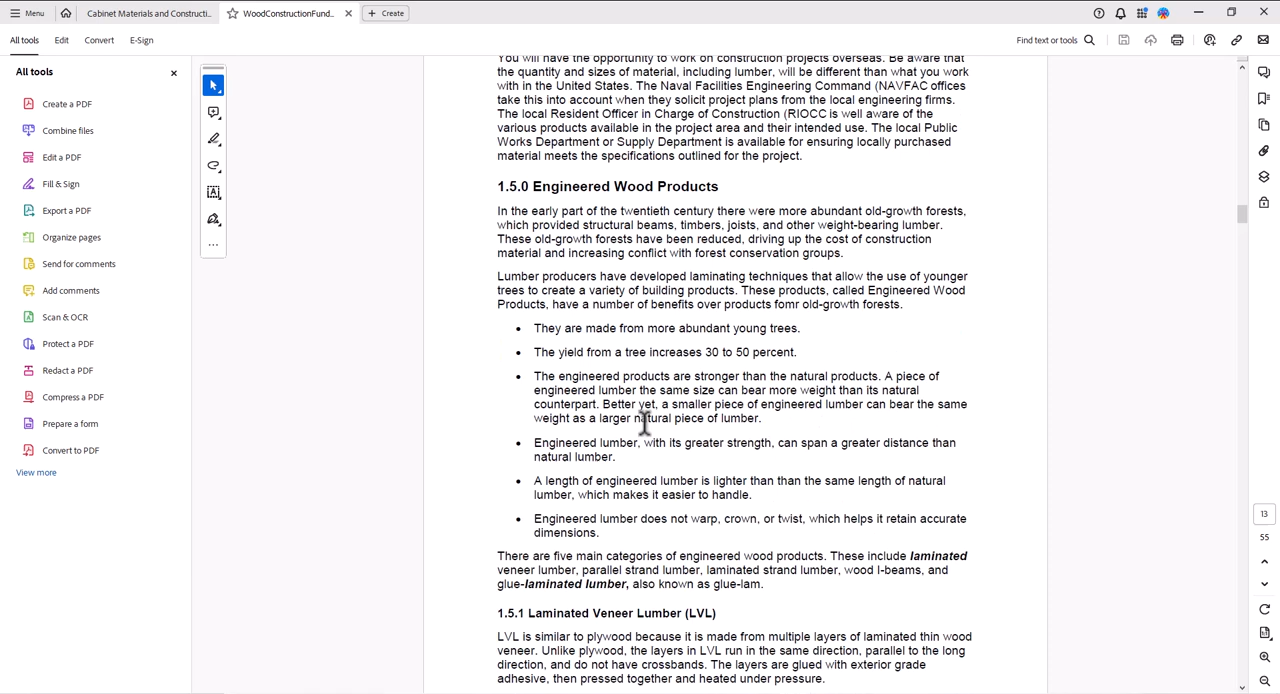 Menu
Cabinet Materials and Constructi...
WoodConstructionFund...
Create
All tools
Edit
Convert
E-Sign
Find text or tools
All tools
Create a PDF
Combine files
Edit a PDF
Fill & Sign
Export a PDF
Organize pages
Send for comments
Add comments
Scan & OCR
Protect a PDF
Redact a PDF
Compress a PDF
Prepare a form
Convert to PDF
View more
You will have the opportunity to work on construction projects overseas. Be aware that
the quantity and sizes of material, including lumber, will be different than what you work
with in the United States. The Naval Facilities Engineering Command (NAVFAC offices
take this into account when they solicit project plans from the local engineering firms.
The local Resident Officer in Charge of Construction (RIOCC is well aware of the
various products available in the project area and their intended use. The local Public
Works Department or Supply Department is available for ensuring locally purchased
material meets the specifications outlined for the project.
1.5.0 Engineered Wood Products
In the early part of the twentieth century there were more abundant old-growth forests,
which provided structural beams, timbers, joists, and other weight-bearing lumber.
These old-growth forests have been reduced, driving up the cost of construction
material and increasing conflict with forest conservation groups.
Lumber producers have developed laminating techniques that allow the use of younger
trees to create a variety of building products. These products, called Engineered Wood
Products, have a number of benefits over products fomr old-growth forests.
• They are made from more abundant young trees.
• The yield from a tree increases 30 to 50 percent.
• The engineered products are stronger than the natural products. A piece of
engineered lumber the same size can bear more weight than its natural
counterpart. Better yet, a smaller piece of engineered lumber can bear the same
weight as a larger natural piece of lumber.
• Engineered lumber, with its greater strength, can span a greater distance than
natural lumber.
• A length of engineered lumber is lighter than than the same length of natural
lumber, which makes it easier to handle.
• Engineered lumber does not warp, crown, or twist, which helps it retain accurate
dimensions.
There are five main categories of engineered wood products. These include laminated
veneer lumber, parallel strand lumber, laminated strand lumber, wood I-beams, and
glue-laminated lumber, also known as glue-lam.
1.5.1 Laminated Veneer Lumber (LVL)
LVL is similar to plywood because it is made from multiple layers of laminated thin wood
veneer. Unlike plywood, the layers in LVL run in the same direction, parallel to the long
direction, and do not have crossbands. The layers are glued with exterior grade
adhesive, then pressed together and heated under pressure.
13
55